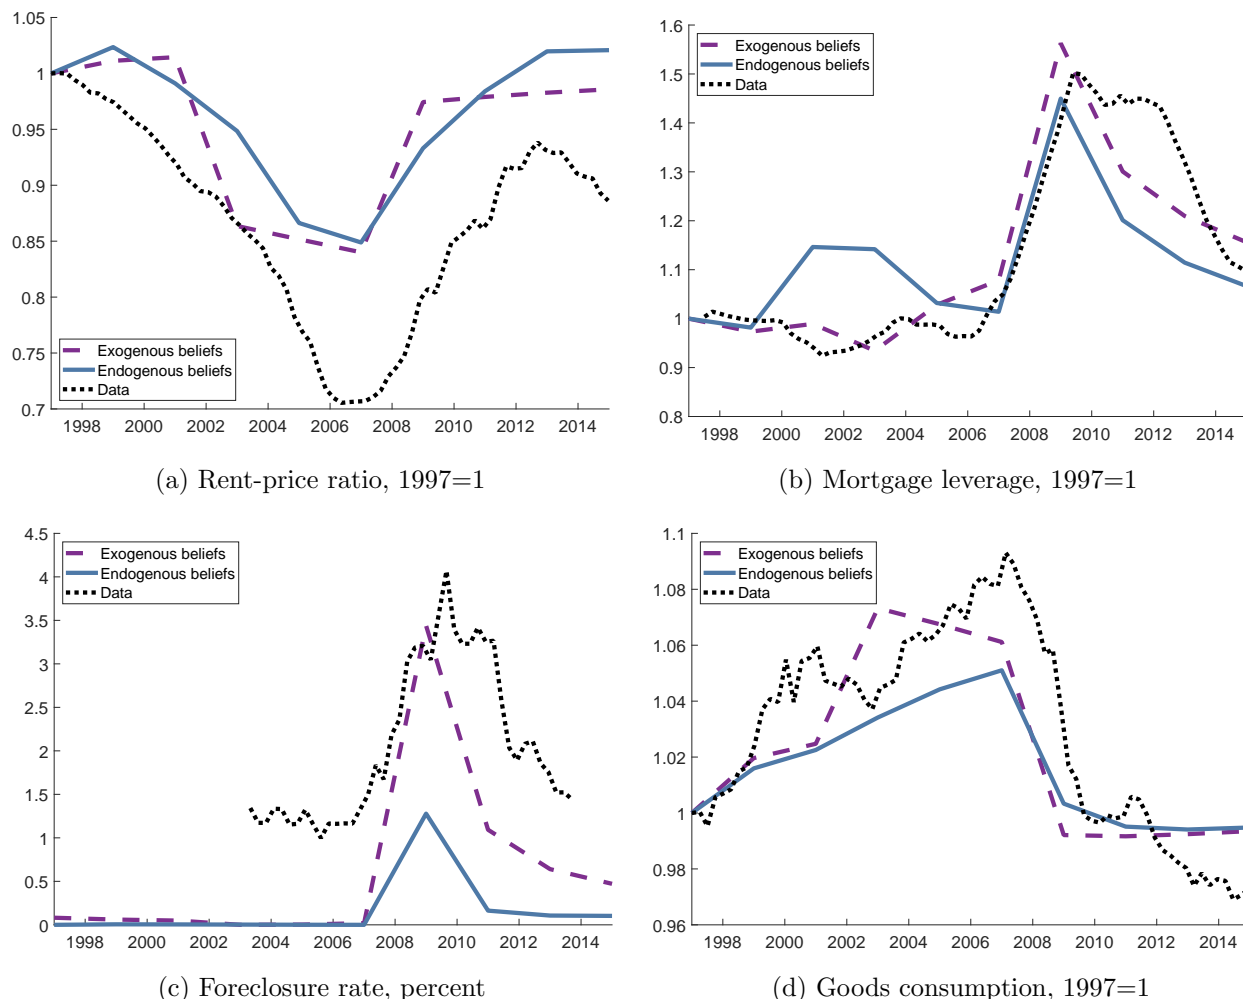 1.05
1
0.95
0.9
0.85
0.8
0.75
0.7
Exogenous beliefs
Endogenous beliefs
Data
1998 2000 2002 2004 2006 2008 2010 2012 2014
(a) Rent-price ratio, 1997=1
1.6
1.5
1.4
1.3
1.2
1.1
1
0.9
0.8
Exogenous beliefs
Endogenous beliefs
Data
1998 2000 2002 2004 2006 2008 2010 2012 2014
(b) Mortgage leverage, 1997=1
4.5
4
3.5
3
2.5
2
1.5
1
0.5
0
Exogenous beliefs
Endogenous beliefs
Data
1998 2000 2002 2004 2006 2008 2010 2012 2014
(c) Foreclosure rate, percent
1.1
1.08
1.06
1.04
1.02
1
0.98
0.96
Exogenous beliefs
Endogenous beliefs
Data
1998 2000 2002 2004 2006 2008 2010 2012 2014
(d) Goods consumption, 1997=1